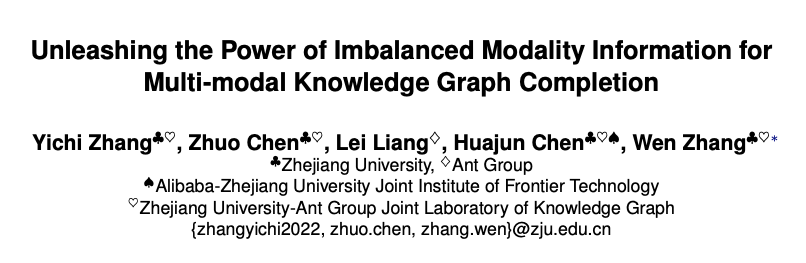 Unleashing the Power of Imbalanced Modality Information for
Multi-modal Knowledge Graph Completion
Yichi Zhang♣♡, Zhuo Chen♣♡, Lei Liang♢, Huajun Chen♣♡♠, Wen Zhang♣♡*
♣Zhejiang University, ♢Ant Group
♠Alibaba-Zhejiang University Joint Institute of Frontier Technology
♡Zhejiang University-Ant Group Joint Laboratory of Knowledge Graph
{zhangyichi2022, zhuo.chen, zhang.wen}@zju.edu.cn